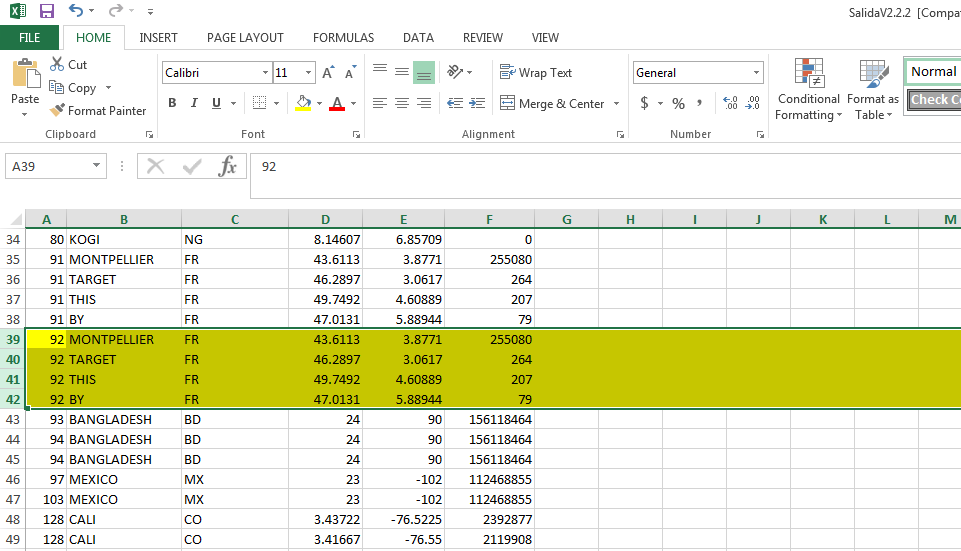 SalidaV2.2.2 [Compa
FILE HOME INSERT PAGE LAYOUT FORMULAS DATA REVIEW VIEW
Cut
Copy
Format Painter
Paste
Calibri 11
B I U A
Wrap Text
Merge & Center
General
$ % ,
Conditional Formatting
Format as Table
Normal
Check C
Clipboard Font Alignment Number
A39 fx 92
A B C D E F G H I J K L M
34 80 KOGI NG 8.14607 6.85709 0
35 91 MONTPELLIER FR 43.6113 3.8771 255080
36 91 TARGET FR 46.2897 3.0617 264
37 91 THIS FR 49.7492 4.60889 207
38 91 BY FR 47.0131 5.88944 79
39 92 MONTPELLIER FR 43.6113 3.8771 255080
40 92 TARGET FR 46.2897 3.0617 264
41 92 THIS FR 49.7492 4.60889 207
42 92 BY FR 47.0131 5.88944 79
43 93 BANGLADESH BD 24 90 156118464
44 94 BANGLADESH BD 24 90 156118464
45 94 BANGLADESH BD 24 90 156118464
46 97 MEXICO MX 23 -102 112468855
47 103 MEXICO MX 23 -102 112468855
48 128 CALI CO 3.43722 -76.5225 2392877
49 128 CALI CO 3.41667 -76.55 2119908